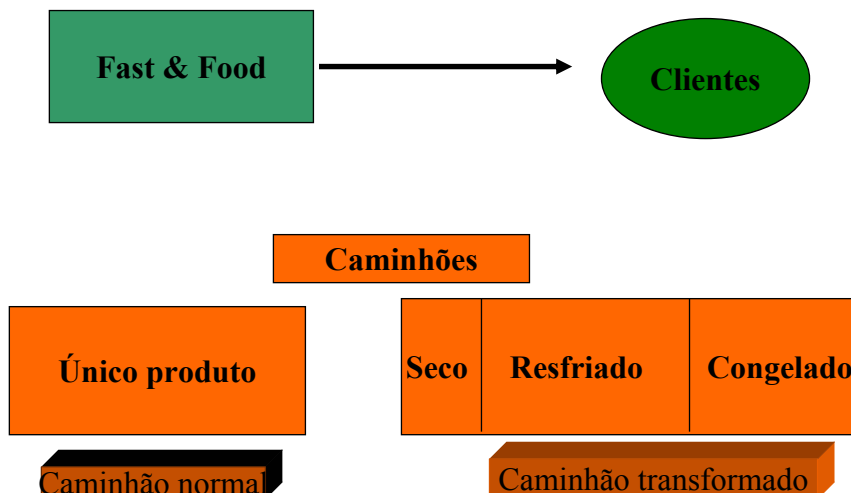 Fast & Food
Clientes
Caminhões
Único produto
Seco
Resfriado
Congelado
Caminhão normal
Caminhão transformado